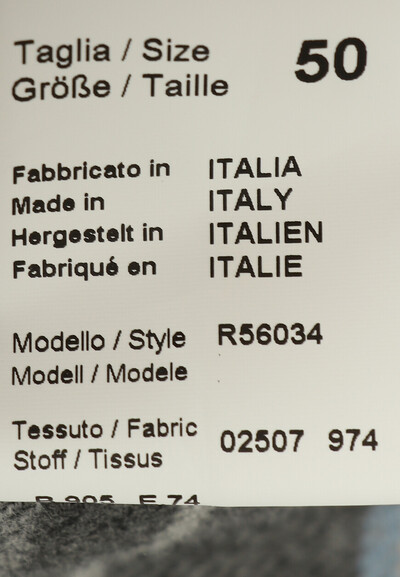 Taglia / Size 50
Größe / Taille
Fabbricato in ITALIA
Made in ITALY
Hergestelt in ITALIEN
Fabriqué en ITALIE
Modello / Style R56034
Modell / Modele
Tessuto / Fabric 02507 974
Stoff / Tissus